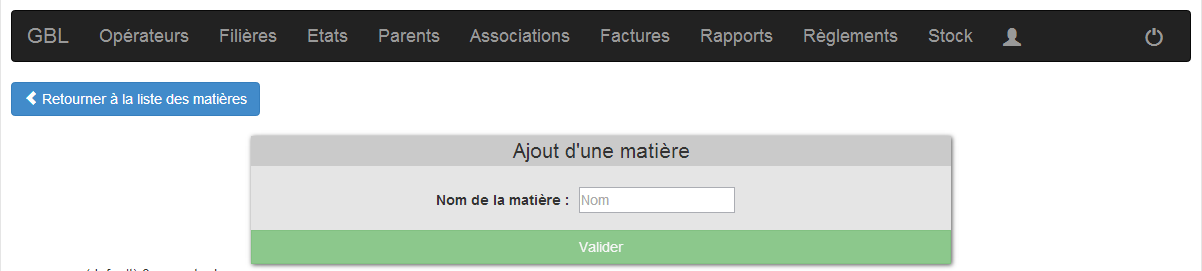 GBL Opérateurs Filières Etats Parents Associations Factures Rapports Règlements Stock
Retourner à la liste des matières
Ajout d'une matière
Nom de la matière : Nom
Valider